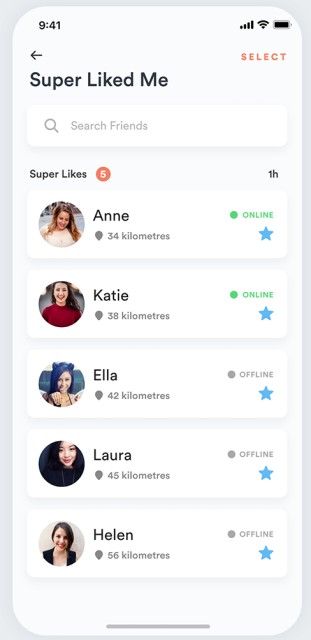 9:41
SELECT
Super Liked Me
Search Friends
Super Likes 5 1h
Anne ONLINE
34 kilometres
Katie ONLINE
38 kilometres
Ella OFFLINE
42 kilometres
Laura OFFLINE
45 kilometres
Helen OFFLINE
56 kilometres